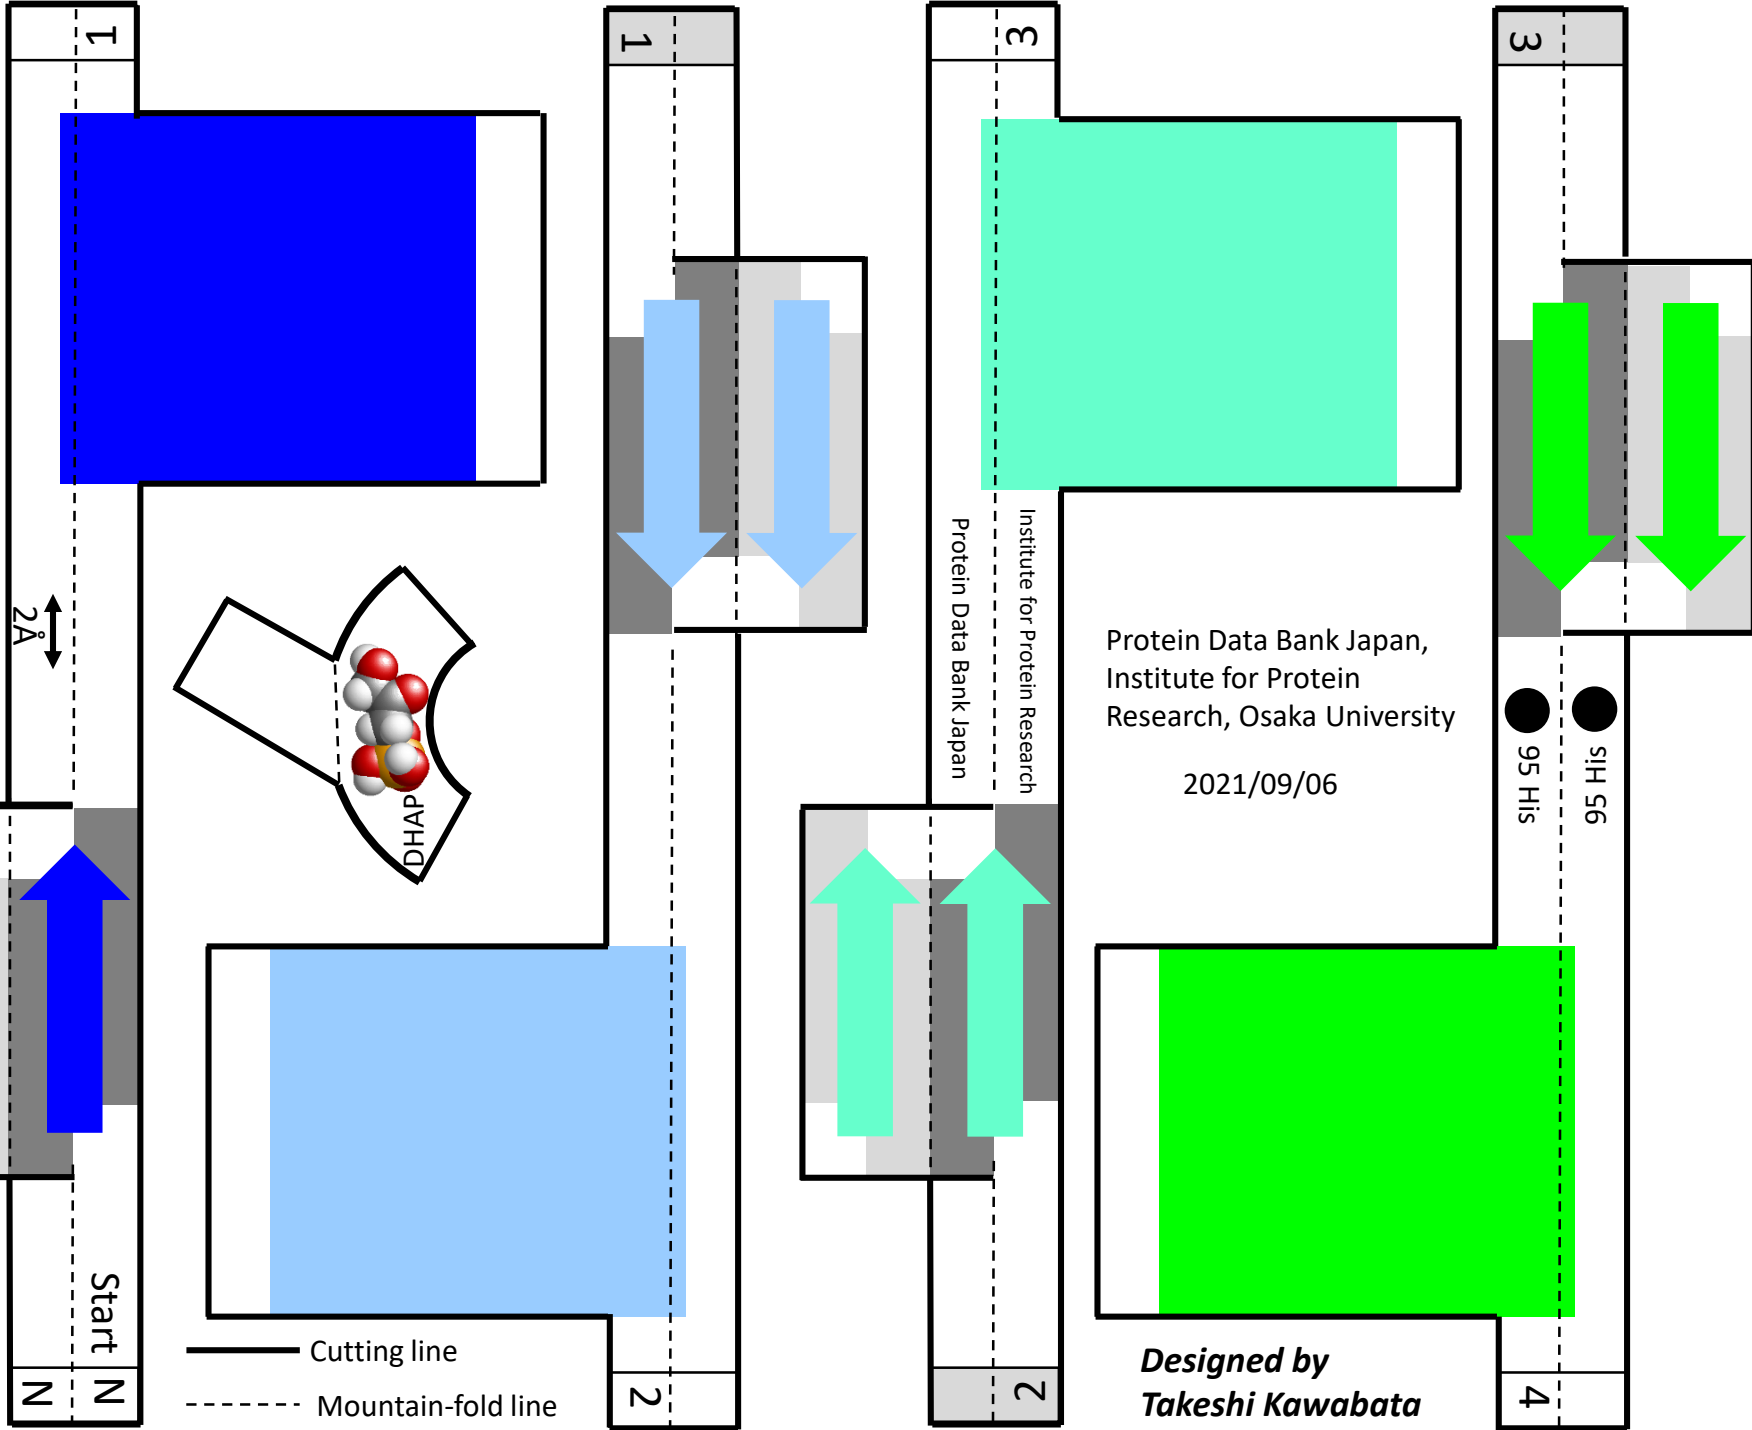 1
1
3
3
2Å
DHAP
Protein Data Bank Japan
Institute for Protein Research
Protein Data Bank Japan,
Institute for Protein
Research, Osaka University
2021/09/06
95 His
95 His
Start
N
N
Cutting line
Mountain-fold line
2
2
Designed by
Takeshi Kawabata
4